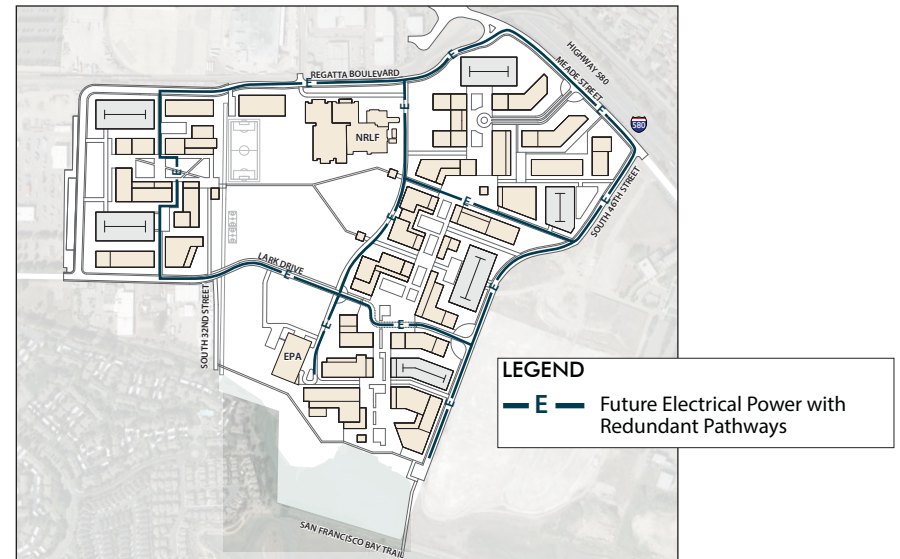 HIGHWAY 580
MEADE STREET
REGATTA BOULEVARD
E
E
E
E
580
NRLF
E
E
E
SOUTH 46TH STREET
E
LARK DRIVE
E
E
E
E
SOUTH 32ND STREET
EPA
E
SAN FRANCISCO BAY TRAIL
LEGEND
E Future Electrical Power with
Redundant Pathways